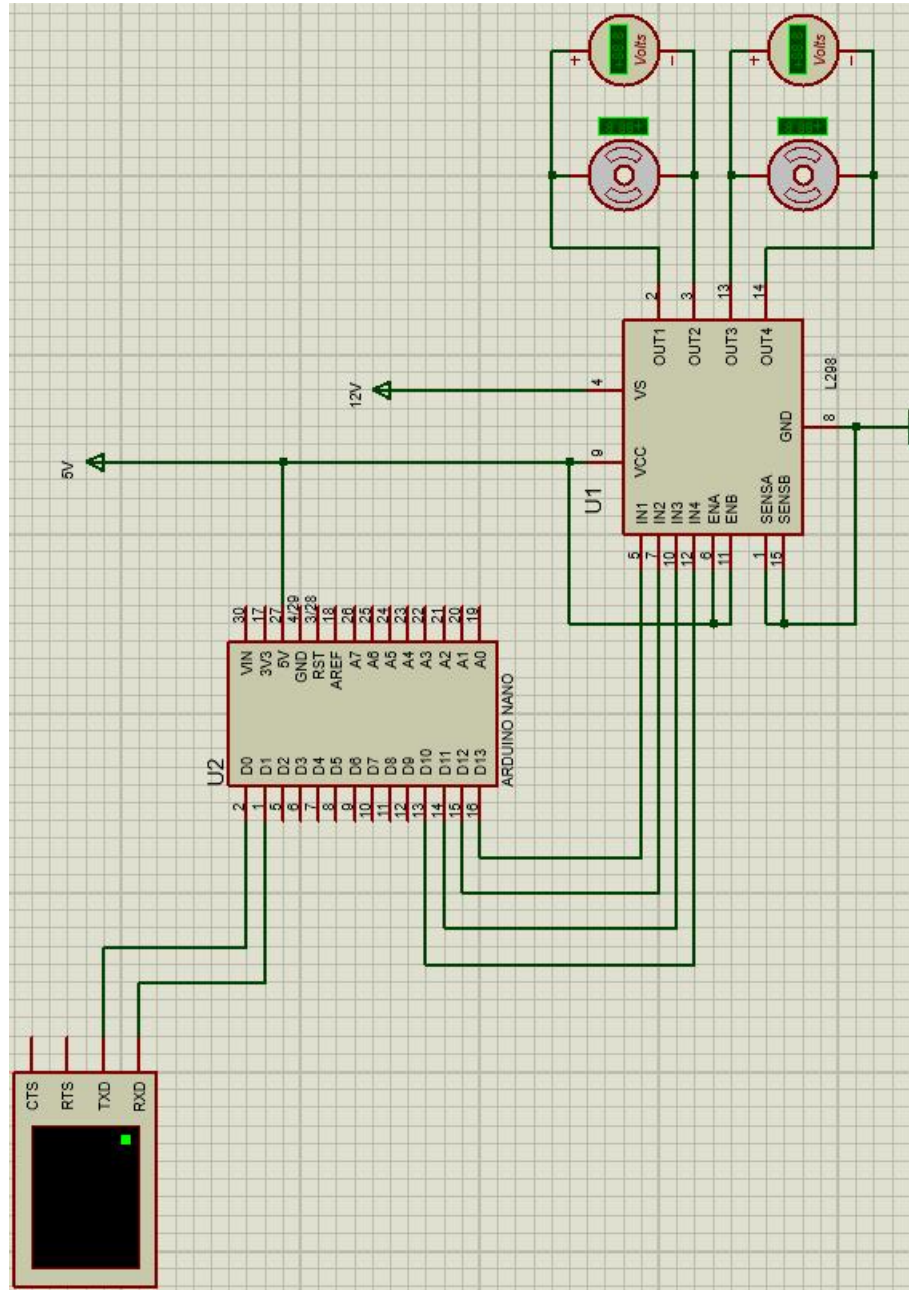 CTS
RTS
TXD
RXD
U2
D0
D1
D2
D3
D4
D5
D6
D7
D8
D9
D10
D11
D12
D13
2
1
5
6
7
8
9
10
11
12
13
14
15
16
VIN
3V3
5V
GND
RST
AREF
A7
A6
A5
A4
A3
A2
A1
A0
30
17
27
4/29
3/28
18
26
25
24
23
22
21
20
19
ARDUINO NANO
5V
12V
U1
IN1
IN2
IN3
IN4
ENA
ENB
SENSA
SENSB
5
7
10
12
6
11
1
15
VCC
9
VS
4
GND
8
OUT1
OUT2
OUT3
OUT4
2
3
13
14
L298
+
Volts
−
+
Volts
−